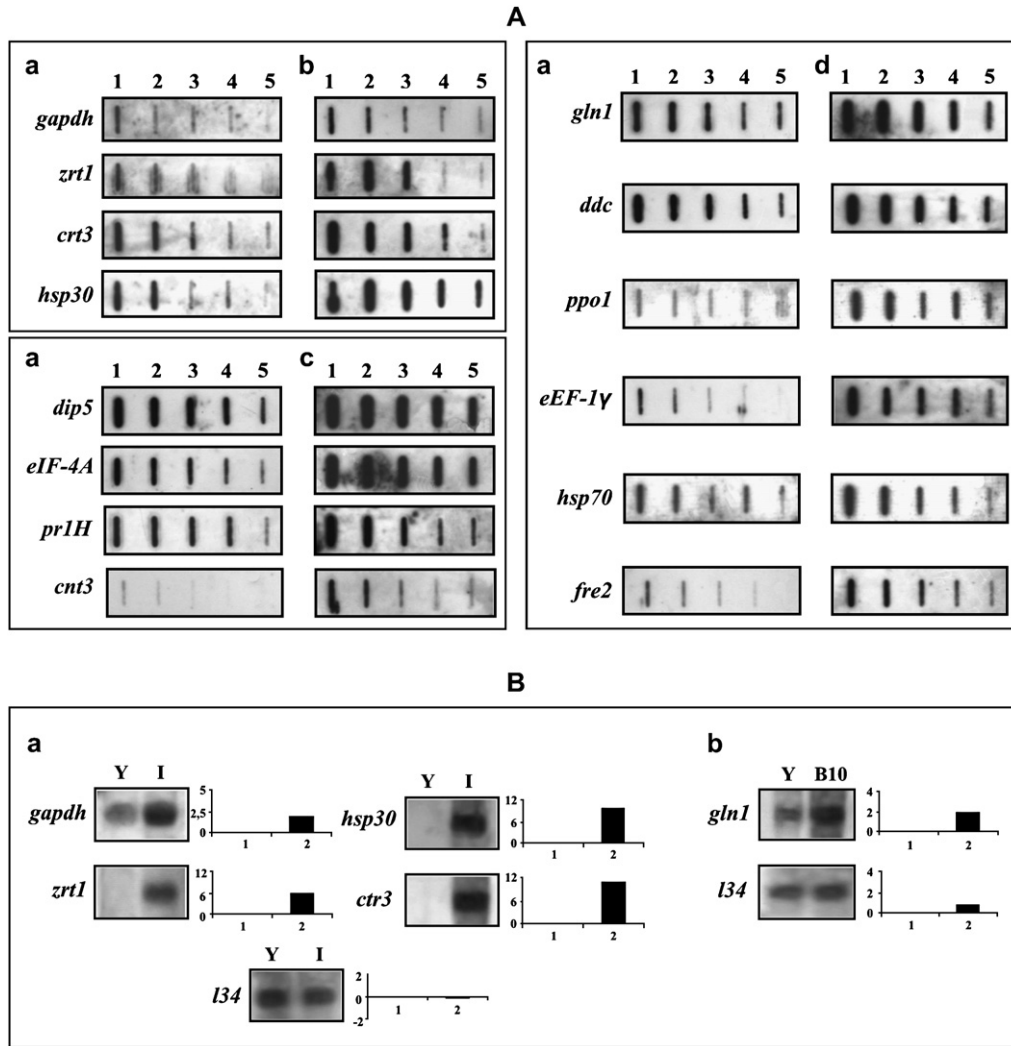 A
a b
1 2 3 4 5 1 2 3 4 5
gapdh
zrt1
crt3
hsp30
a c
1 2 3 4 5 1 2 3 4 5
dip5
eIF-4A
pr1H
cnt3
a d
1 2 3 4 5 1 2 3 4 5
gln1
ddc
ppo1
eEF-1γ
hsp70
fre2
B
a
Y I
gapdh
5
2,5
0
1 2
zrt1
12
6
0
1 2
Y I
hsp30
12
6
0
1 2
ctr3
12
6
0
1 2
Y I
l34
2
0
-2
1 2
b
Y B10
gln1
4
2
0
1 2
l34
4
2
0
1 2